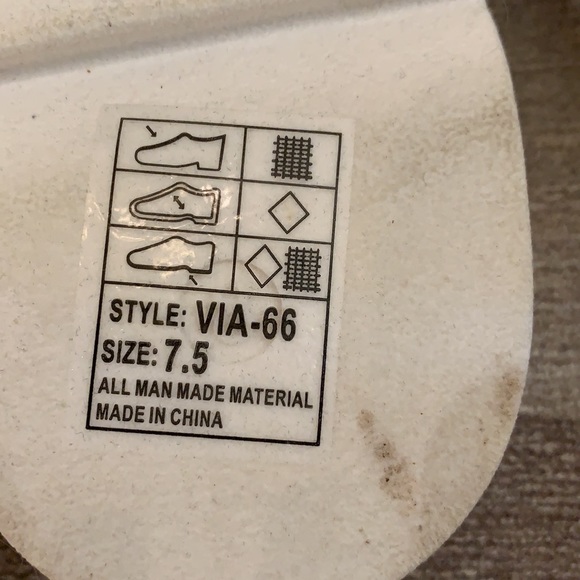 STYLE: VIA-66
SIZE: 7.5
ALL MAN MADE MATERIAL
MADE IN CHINA